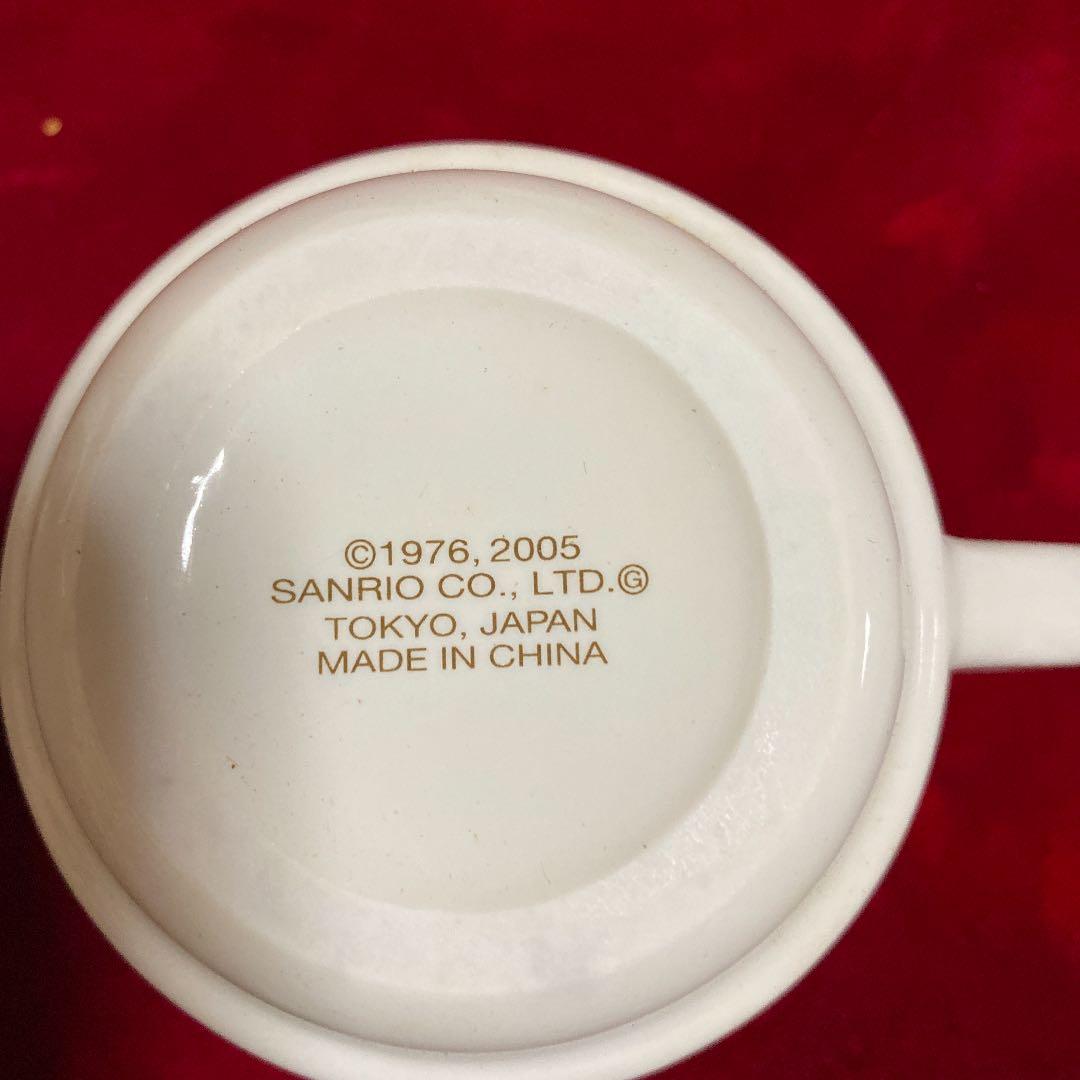 ©1976, 2005
SANRIO CO., LTD.Ⓖ
TOKYO, JAPAN
MADE IN CHINA